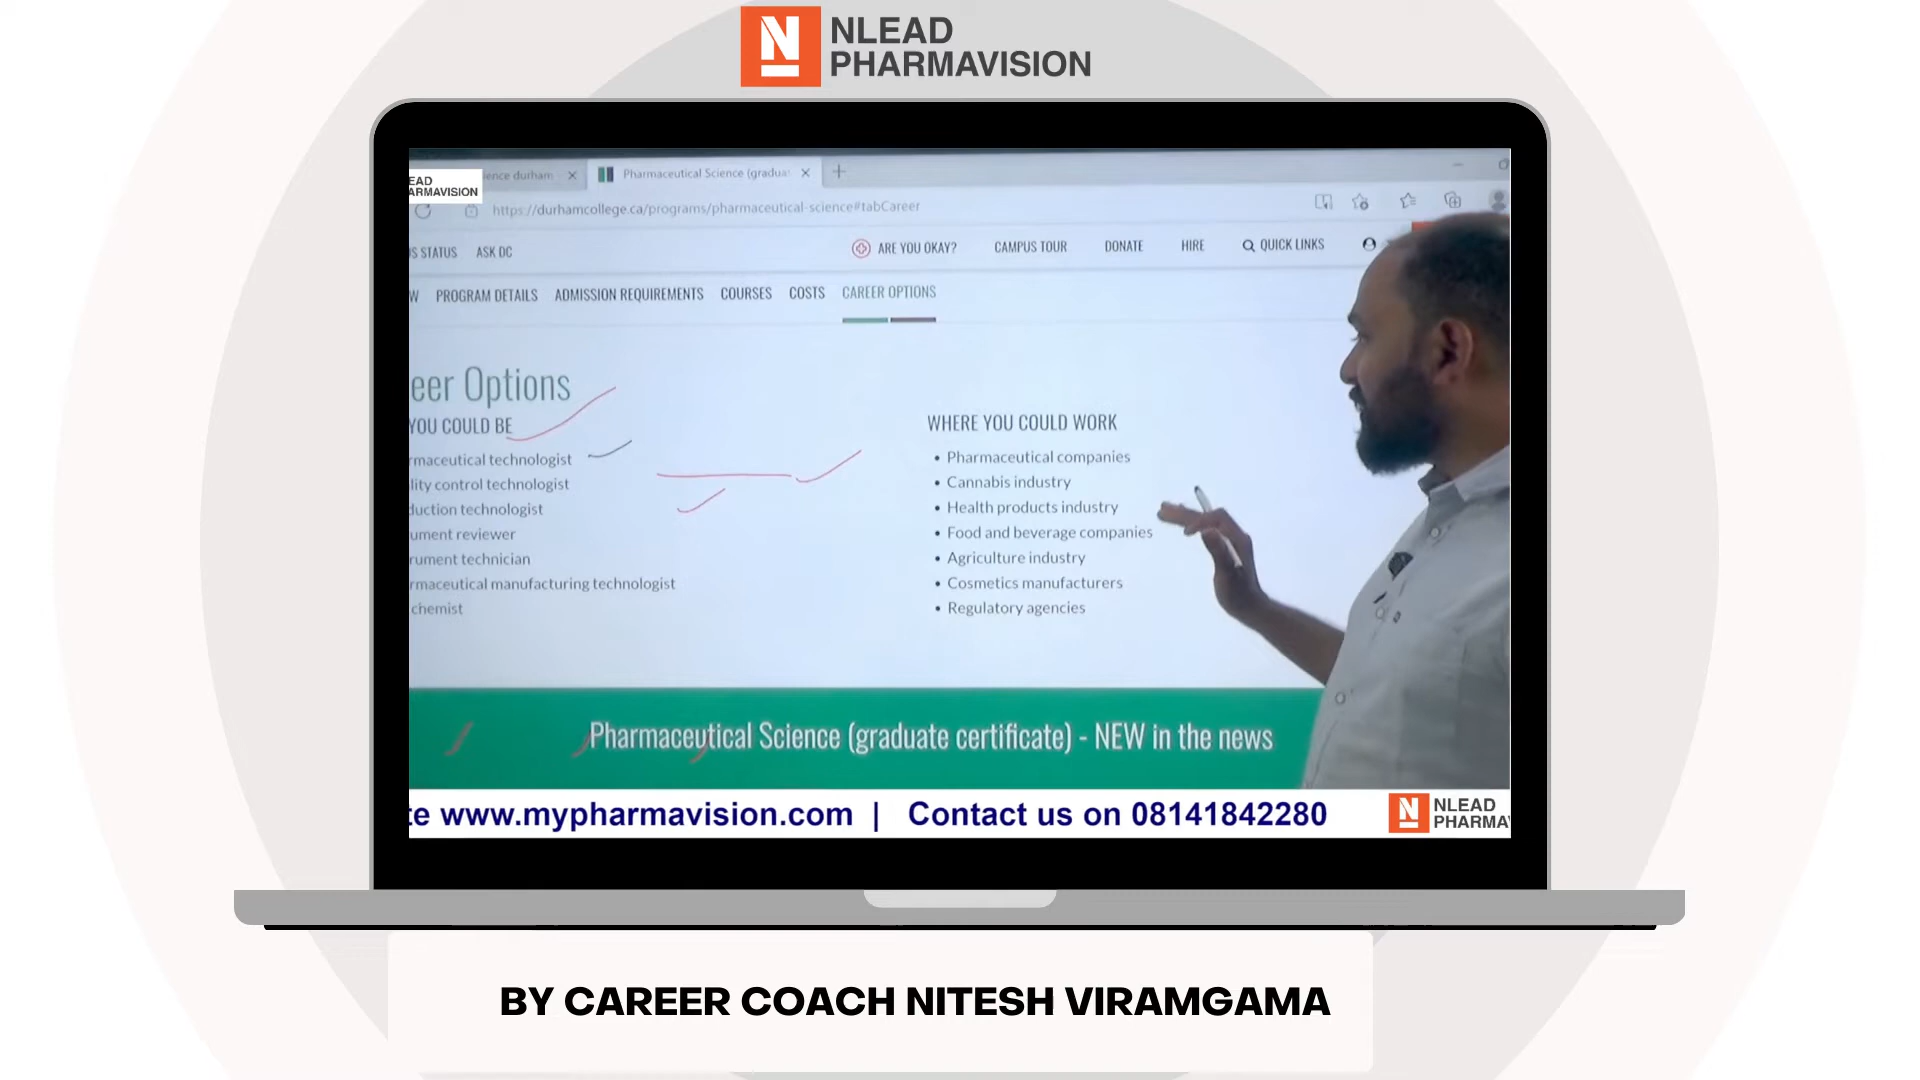 NLEAD
PHARMAVISION
EAD
ARMAVISION
ience durham
Pharmaceutical Science (gradua
https://durhamcollege.ca/programs/pharmaceutical-science#tabCareer
S STATUS ASK DC ARE YOU OKAY? CAMPUS TOUR DONATE HIRE QUICK LINKS
W PROGRAM DETAILS ADMISSION REQUIREMENTS COURSES COSTS CAREER OPTIONS
eer Options
YOU COULD BE
rmaceutical technologist
lity control technologist
duction technologist
ument reviewer
rument technician
rmaceutical manufacturing technologist
chemist
WHERE YOU COULD WORK
• Pharmaceutical companies
• Cannabis industry
• Health products industry
• Food and beverage companies
• Agriculture industry
• Cosmetics manufacturers
• Regulatory agencies
Pharmaceutical Science (graduate certificate) - NEW in the news
te www.mypharmavision.com | Contact us on 08141842280
NLEAD
PHARMAV
BY CAREER COACH NITESH VIRAMGAMA